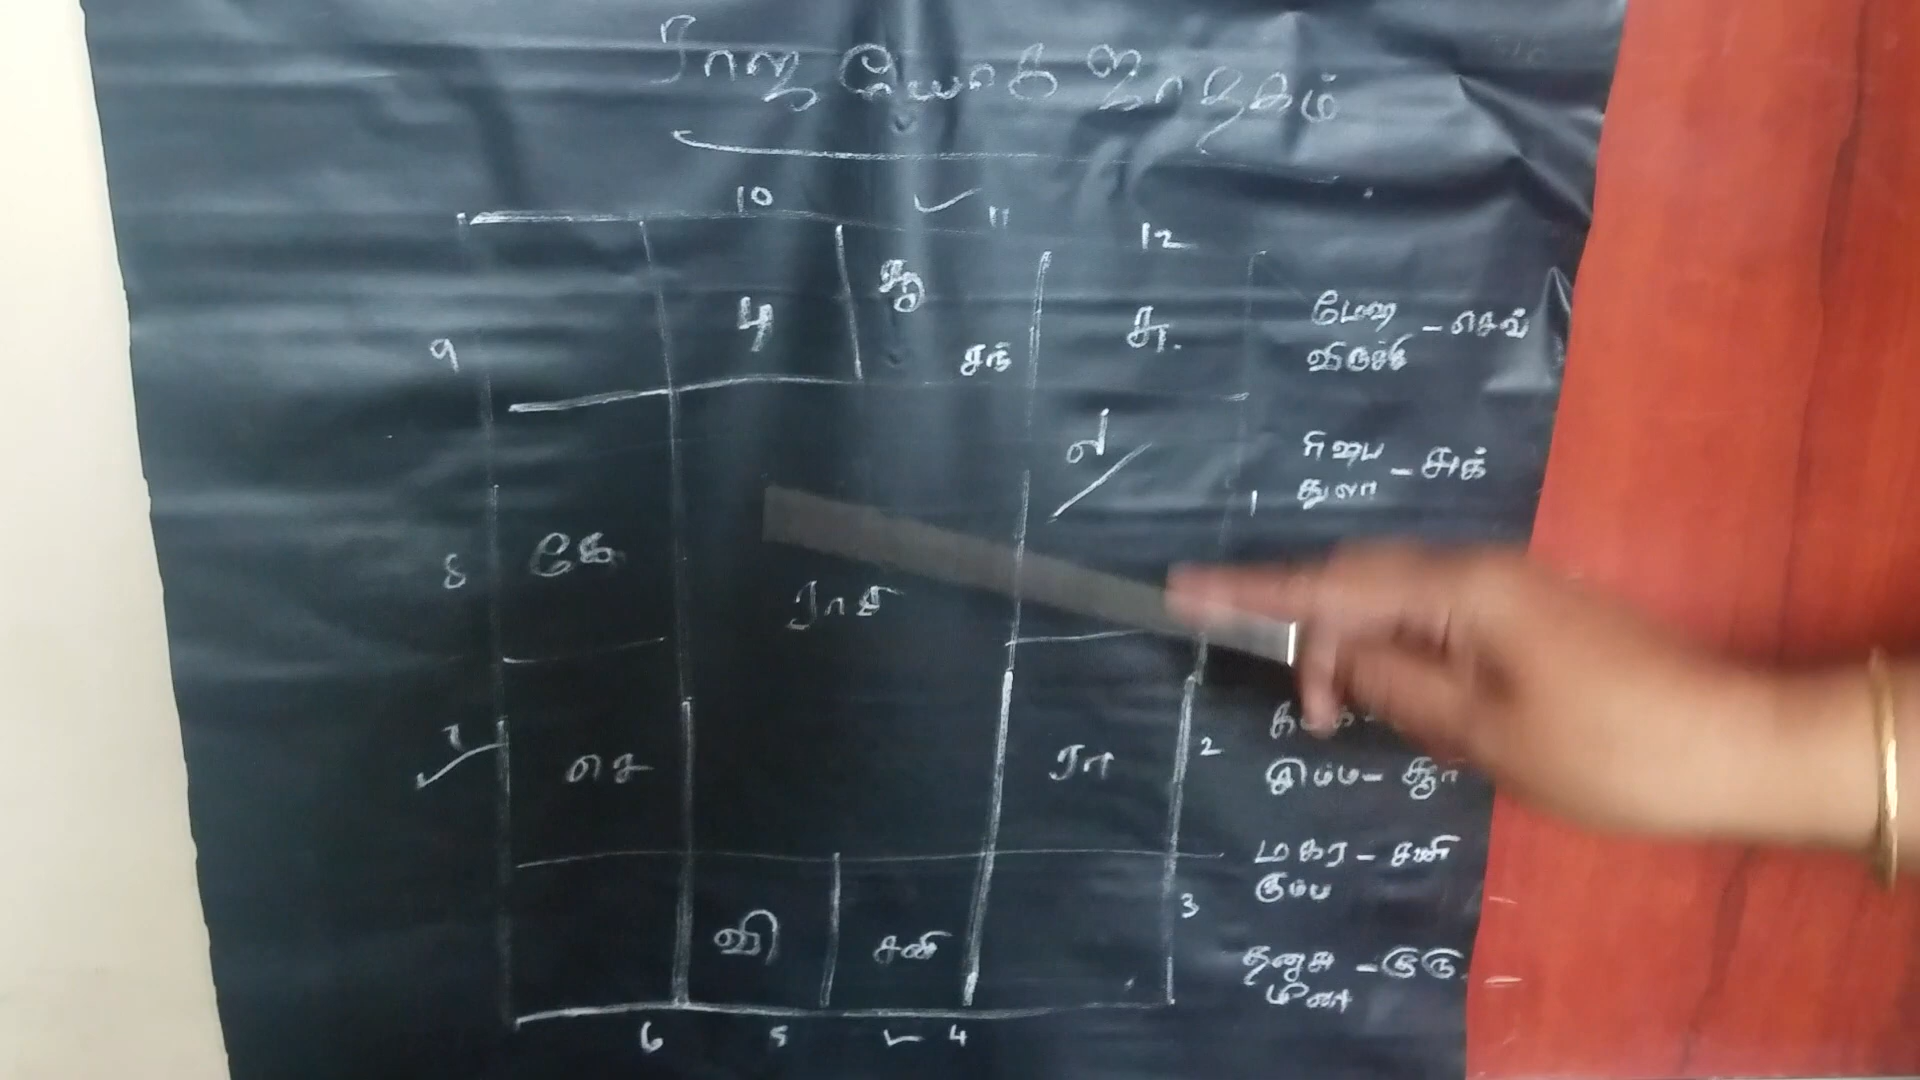 ராஜ யோக ஜாதகம்
10 11 12
பு சூ சந் சு.
9
ல
1
8 கே
ராசி
7 செ
ரா 2
3
வி சனி
6 5 4
மேஷ - செவ்
விருச்சி
ரிஷப - சுக்
துலா
சிம்ம - சூரி
மகர - சனி
கும்ப
தனுசு - குரு
மீனா